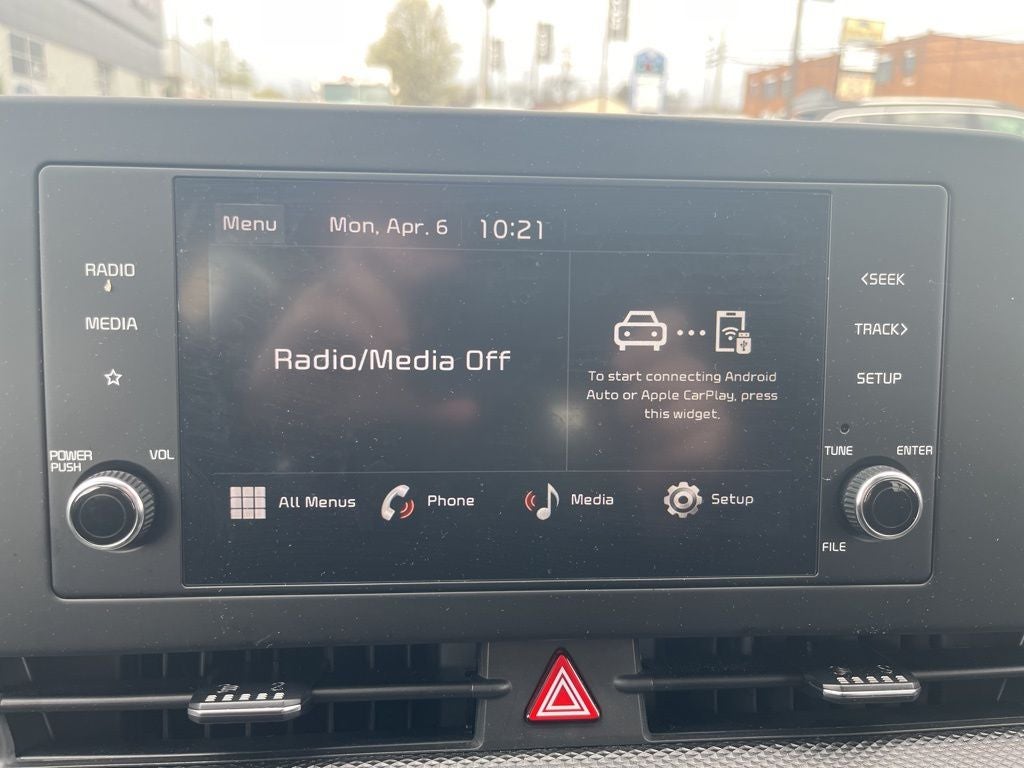 Menu
Mon, Apr. 6
10:21
RADIO
MEDIA
POWER
PUSH
VOL
Radio/Media Off
To start connecting Android
Auto or Apple CarPlay, press
this widget.
All Menus
Phone
Media
Setup
<SEEK
TRACK>
SETUP
TUNE
ENTER
FILE